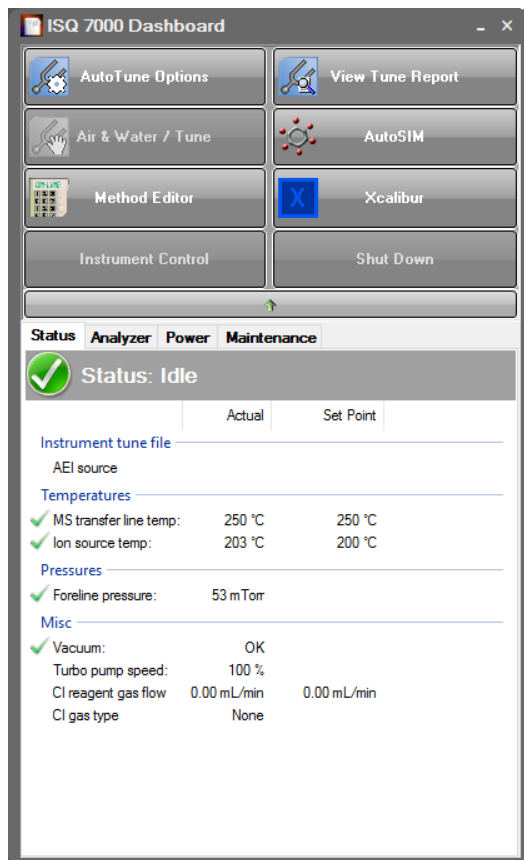 ISQ 7000 Dashboard
AutoTune Options
View Tune Report
Air & Water / Tune
AutoSIM
Method Editor
X
Xcalibur
Instrument Control
Shut Down
Status Analyzer Power Maintenance
Status: Idle
Actual Set Point
Instrument tune file
AEI source
Temperatures
MS transfer line temp: 250 °C 250 °C
Ion source temp: 203 °C 200 °C
Pressures
Foreline pressure: 53 mTorr
Misc
Vacuum: OK
Turbo pump speed: 100 %
CI reagent gas flow 0.00 mL/min 0.00 mL/min
CI gas type None